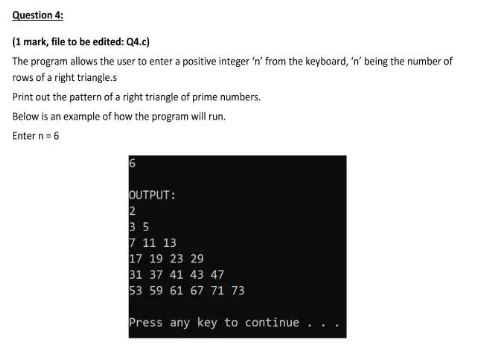 Question 4:
(1 mark, file to be edited: Q4.c)
The program allows the user to enter a positive integer 'n' from the keyboard, 'n' being the number of
rows of a right triangle.s
Print out the pattern of a right triangle of prime numbers.
Below is an example of how the program will run.
Enter n = 6
6
OUTPUT:
2
3 5
7 11 13
17 19 23 29
31 37 41 43 47
53 59 61 67 71 73
Press any key to continue . . .